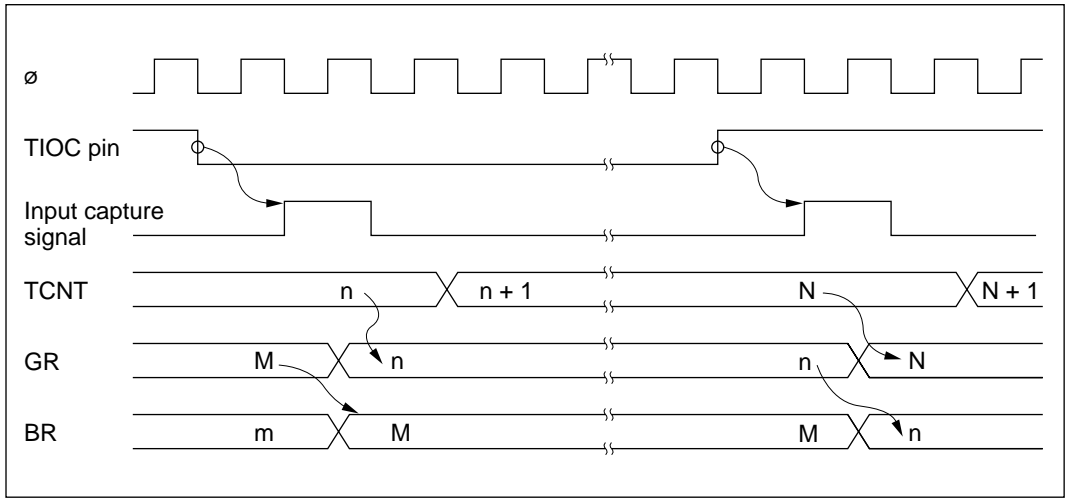 ø
TIOC pin
Input capture
signal
TCNT n n + 1 N N + 1
GR M n n N
BR m M M n